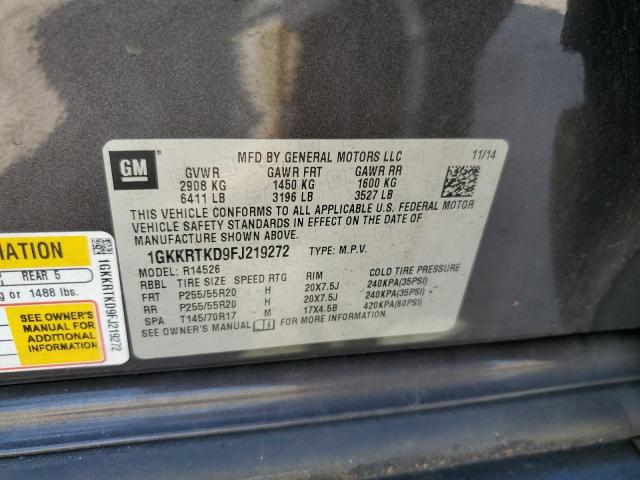 GM
MFD BY GENERAL MOTORS LLC 11/14
GVWR GAWR FRT GAWR RR
2908 KG 1450 KG 1600 KG
6411 LB 3196 LB 3527 LB
THIS VEHICLE CONFORMS TO ALL APPLICABLE U.S. FEDERAL MOTOR
VEHICLE SAFETY STANDARDS IN EFFECT ON THE DATE OF
MANUFACTURE SHOWN ABOVE.
1GKKRTKD9FJ219272 TYPE: M.P.V.
MODEL: R14526
RBBL TIRE SIZE SPEED RTG RIM COLD TIRE PRESSURE
FRT P255/55R20 H 20X7.5J 240KPA(35PSI)
RR P255/55R20 H 20X7.5J 240KPA(35PSI)
SPA T145/70R17 M 17X4.5B 420KPA(60PSI)
SEE OWNER'S MANUAL FOR MORE INFORMATION.
MATION
REAR 5
g or 1488 lbs.
SEE OWNER'S
MANUAL FOR
ADDITIONAL
INFORMATION
1GKKRTKD9FJ219272